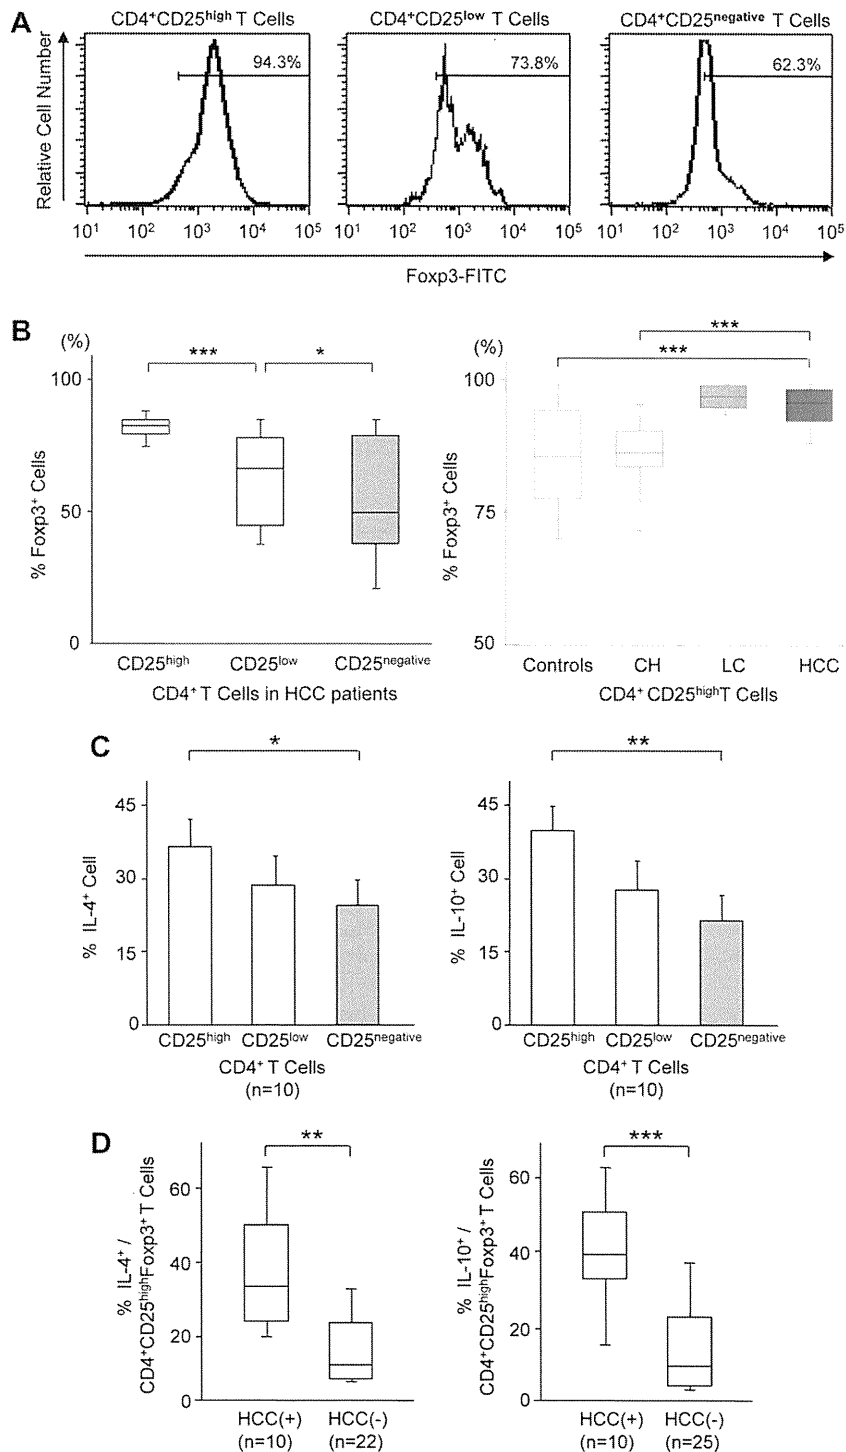 A
CD4⁺CD25ʰⁱᵍʰ T Cells
CD4⁺CD25ˡᵒʷ T Cells
CD4⁺CD25ⁿᵉᵍᵃᵗⁱᵛᵉ T Cells
Relative Cell Number
94.3%
73.8%
62.3%
10¹ 10² 10³ 10⁴ 10⁵
10¹ 10² 10³ 10⁴ 10⁵
10¹ 10² 10³ 10⁴ 10⁵
Foxp3-FITC
B
(%)
% Foxp3⁺ Cells
100
50
0
***
*
CD25ʰⁱᵍʰ
CD25ˡᵒʷ
CD25ⁿᵉᵍᵃᵗⁱᵛᵉ
CD4⁺ T Cells in HCC patients
(%)
% Foxp3⁺ Cells
100
75
50
***
***
Controls
CH
LC
HCC
CD4⁺ CD25ʰⁱᵍʰT Cells
C
*
% IL-4⁺ Cell
45
30
15
0
CD25ʰⁱᵍʰ
CD25ˡᵒʷ
CD25ⁿᵉᵍᵃᵗⁱᵛᵉ
CD4⁺ T Cells
(n=10)
**
% IL-10⁺ Cell
45
30
15
0
CD25ʰⁱᵍʰ
CD25ˡᵒʷ
CD25ⁿᵉᵍᵃᵗⁱᵛᵉ
CD4⁺ T Cells
(n=10)
D
**
% IL-4⁺ /
CD4⁺CD25ʰⁱᵍʰFoxp3⁺ T Cells
60
40
20
0
HCC(+)
(n=10)
HCC(-)
(n=22)
***
% IL-10⁺ /
CD4⁺CD25ʰⁱᵍʰFoxp3⁺ T Cells
60
40
20
0
HCC(+)
(n=10)
HCC(-)
(n=25)